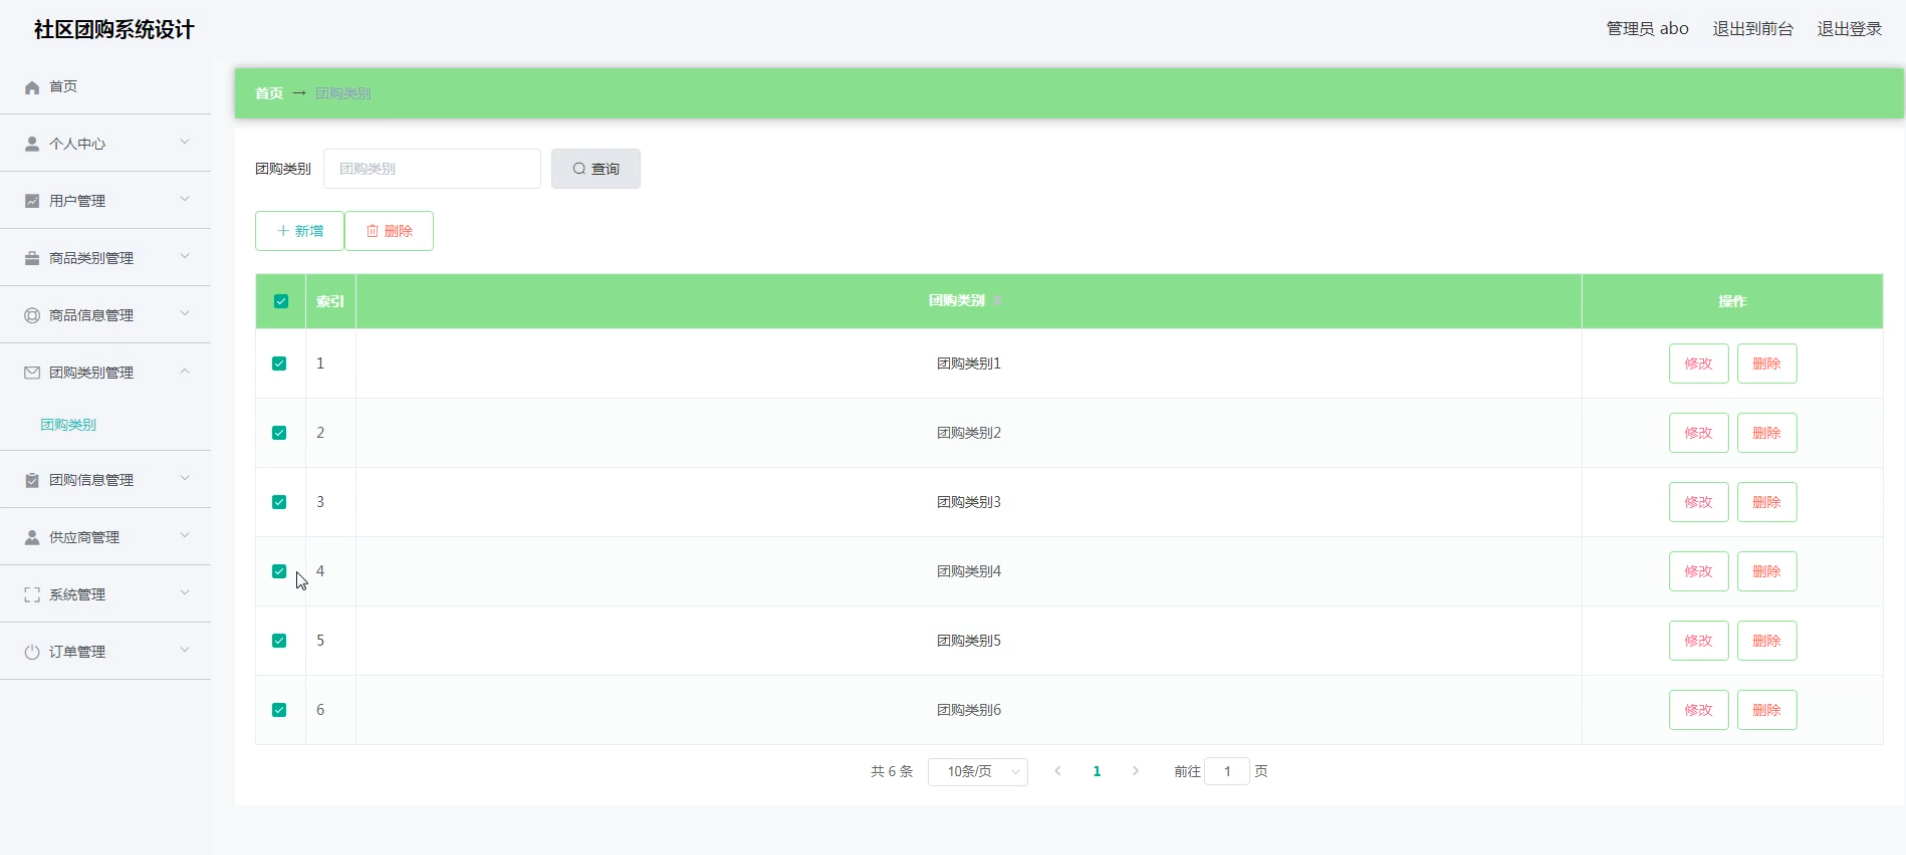 社区团购系统设计
管理员 abo 退出到前台 退出登录
首页
个人中心
用户管理
商品类别管理
商品信息管理
团购类别管理
团购类别
团购信息管理
供应商管理
系统管理
订单管理
首页 → 团购类别
团购类别 团购类别 查询
新增 删除
索引 团购类别 操作
1 团购类别1 修改 删除
2 团购类别2 修改 删除
3 团购类别3 修改 删除
4 团购类别4 修改 删除
5 团购类别5 修改 删除
6 团购类别6 修改 删除
共 6 条 10条/页 1 前往 1 页